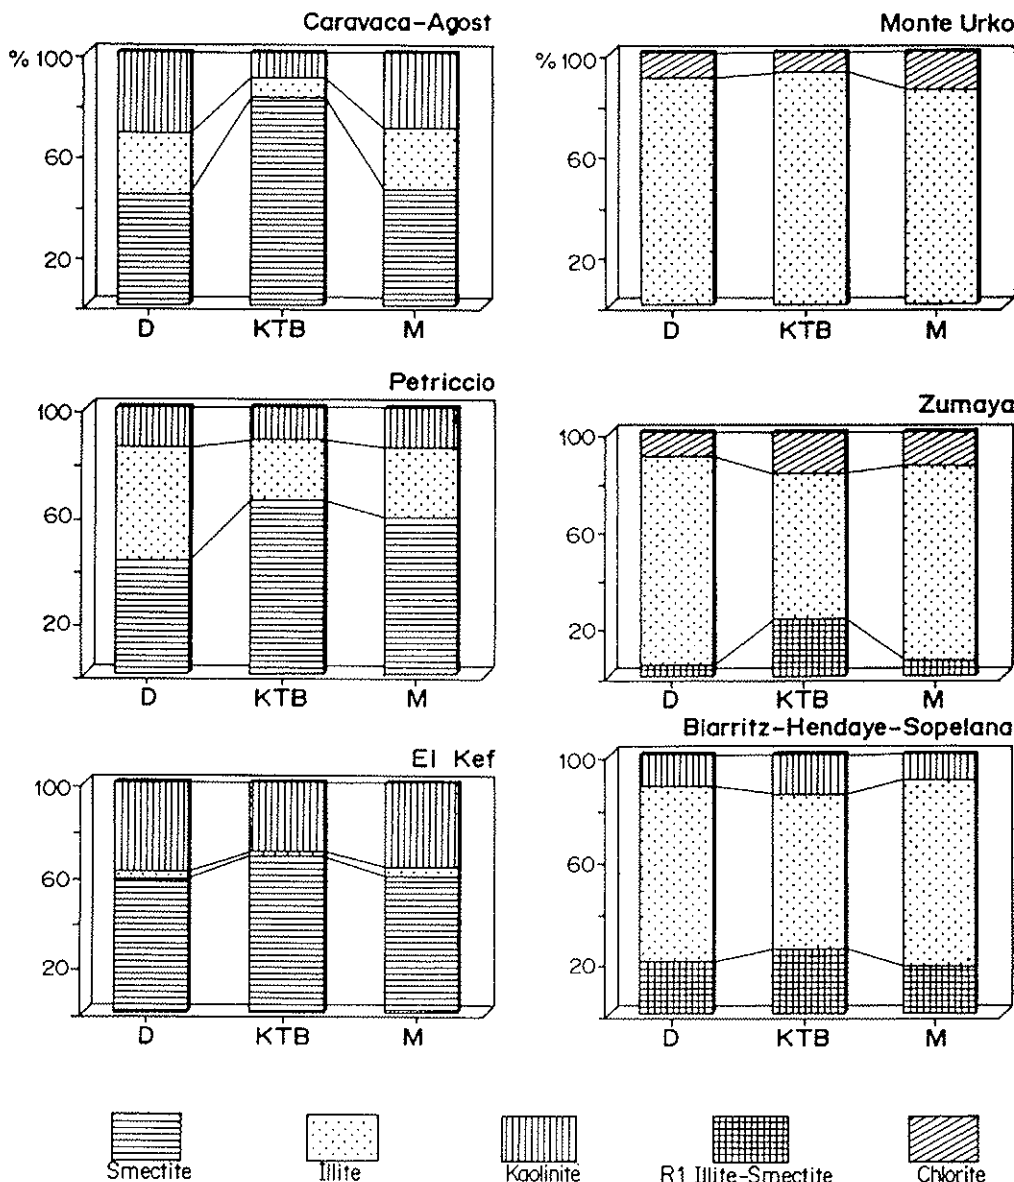 Caravaca-Agost
% 100
60
20
D KTB M
Monte Urko
% 100
60
20
D KTB M
Petriccio
100
60
20
D KTB M
Zumaya
100
60
20
D KTB M
El Kef
100
60
20
D KTB M
Biarritz-Hendaye-Sopelana
100
60
20
D KTB M
Smectite Illite Kaolinite R1 Illite-Smectite Chlorite